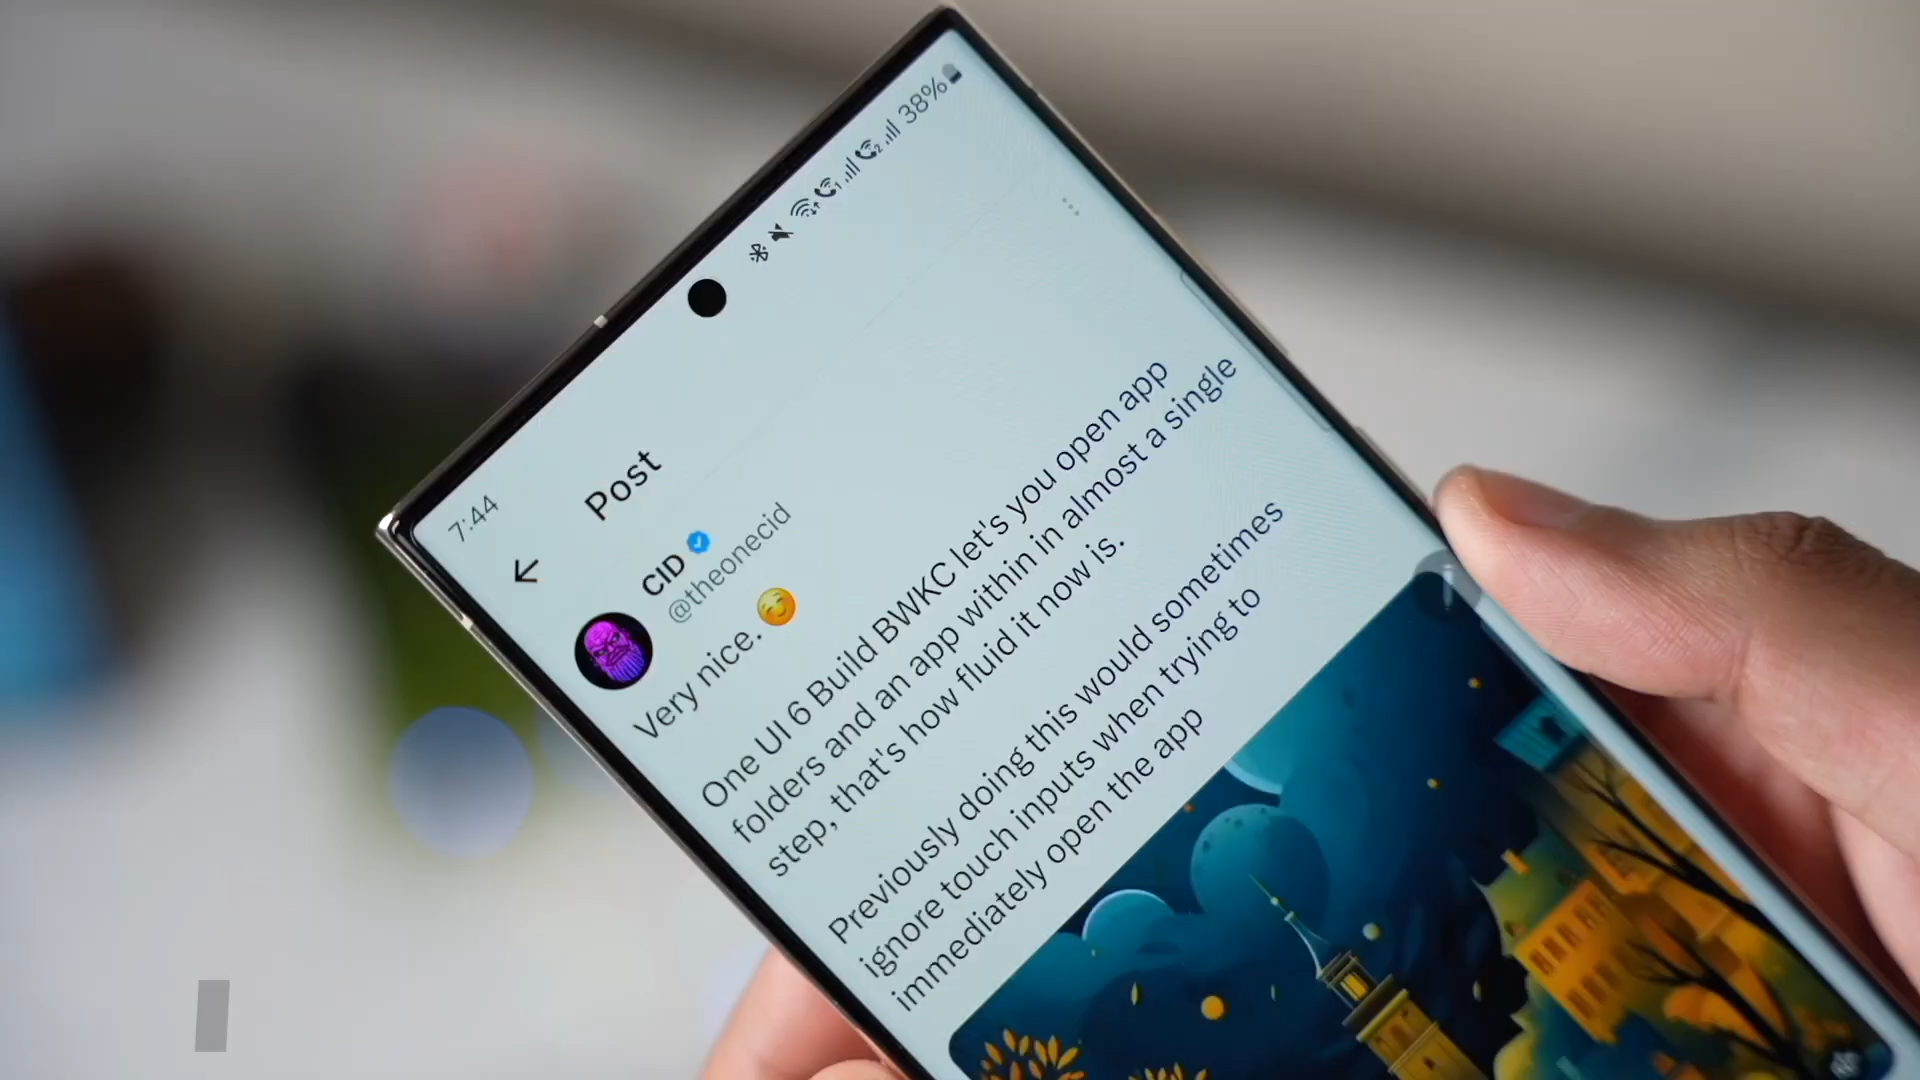 7:44
38%
Post
CID
@theonecid
Very nice. 😌
One UI 6 Build BWKC let's you open app
folders and an app within in almost a single
step, that's how fluid it now is.
Previously doing this would sometimes
ignore touch inputs when trying to
immediately open the app